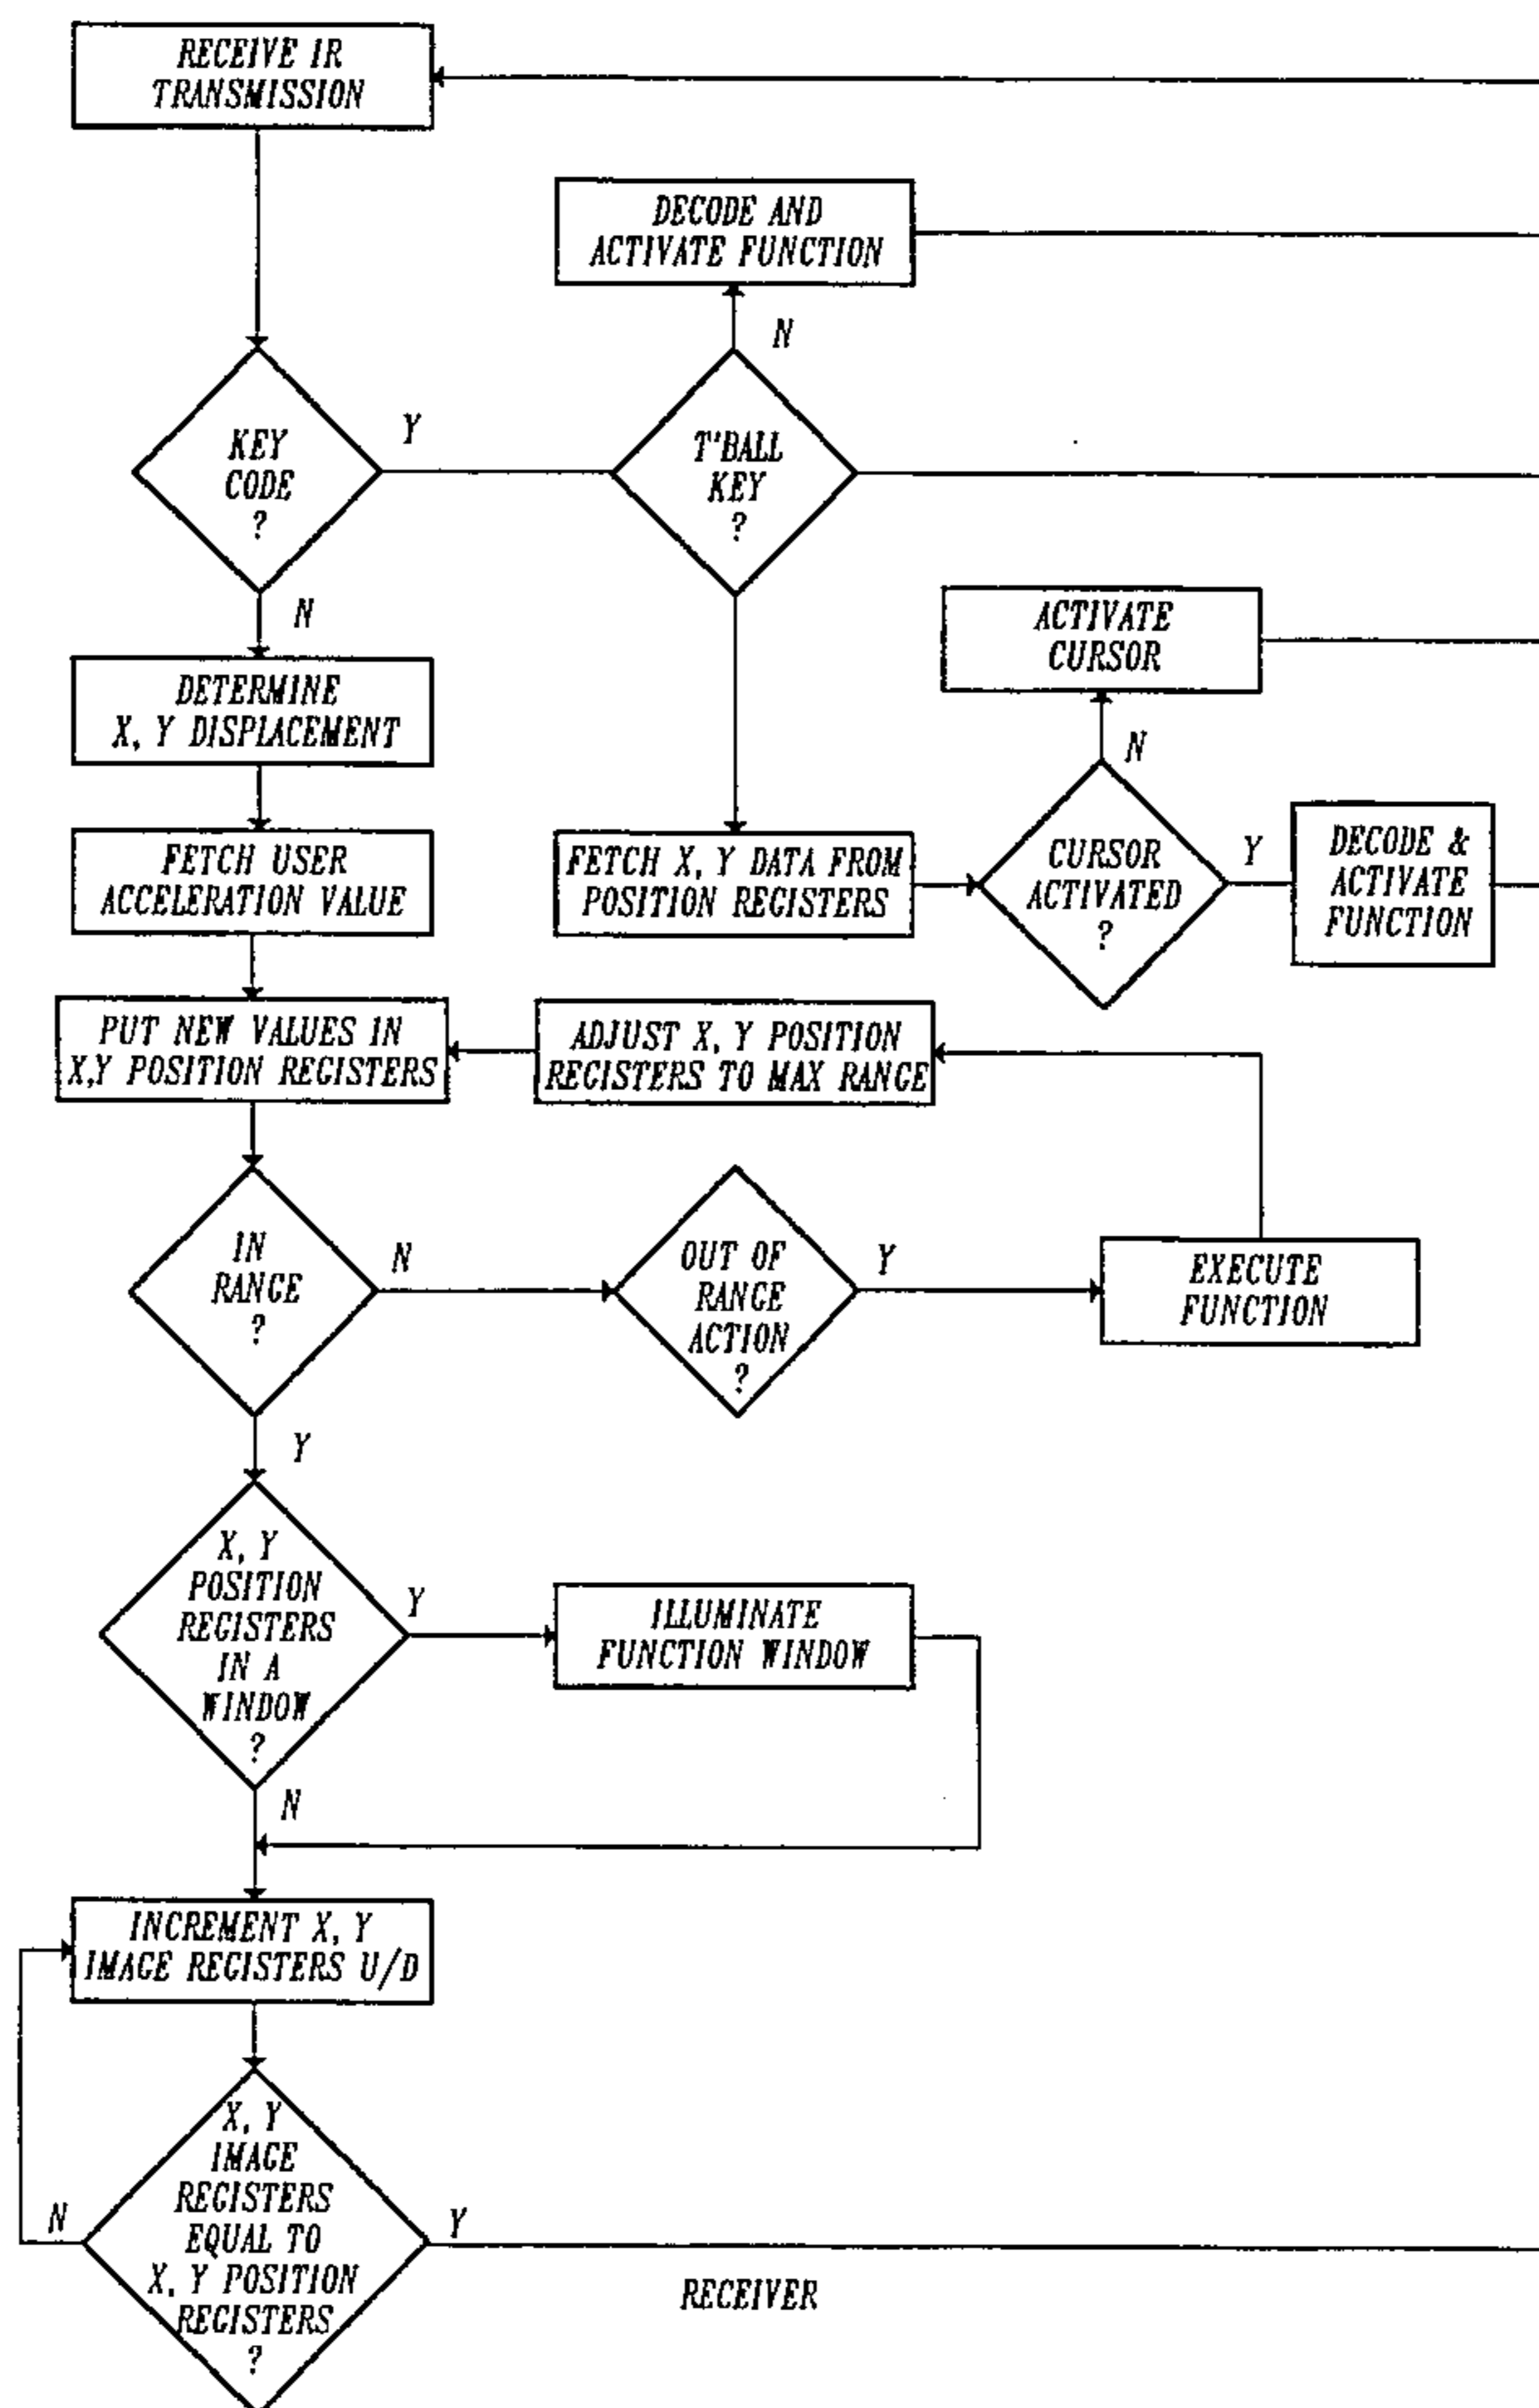 RECEIVE IR
TRANSMISSION
DECODE AND
ACTIVATE FUNCTION
N
KEY
CODE
?
Y
T'BALL
KEY
?
N
ACTIVATE
CURSOR
DETERMINE
X, Y DISPLACEMENT
N
FETCH USER
ACCELERATION VALUE
FETCH X, Y DATA FROM
POSITION REGISTERS
CURSOR
ACTIVATED
?
Y
DECODE &
ACTIVATE
FUNCTION
PUT NEW VALUES IN
X,Y POSITION REGISTERS
ADJUST X, Y POSITION
REGISTERS TO MAX RANGE
IN
RANGE
?
N
OUT OF
RANGE
ACTION
?
Y
EXECUTE
FUNCTION
Y
X, Y
POSITION
REGISTERS
IN A
WINDOW
?
Y
ILLUMINATE
FUNCTION WINDOW
N
INCREMENT X, Y
IMAGE REGISTERS U/D
X, Y
IMAGE
REGISTERS
EQUAL TO
X, Y POSITION
REGISTERS
?
N
Y
RECEIVER